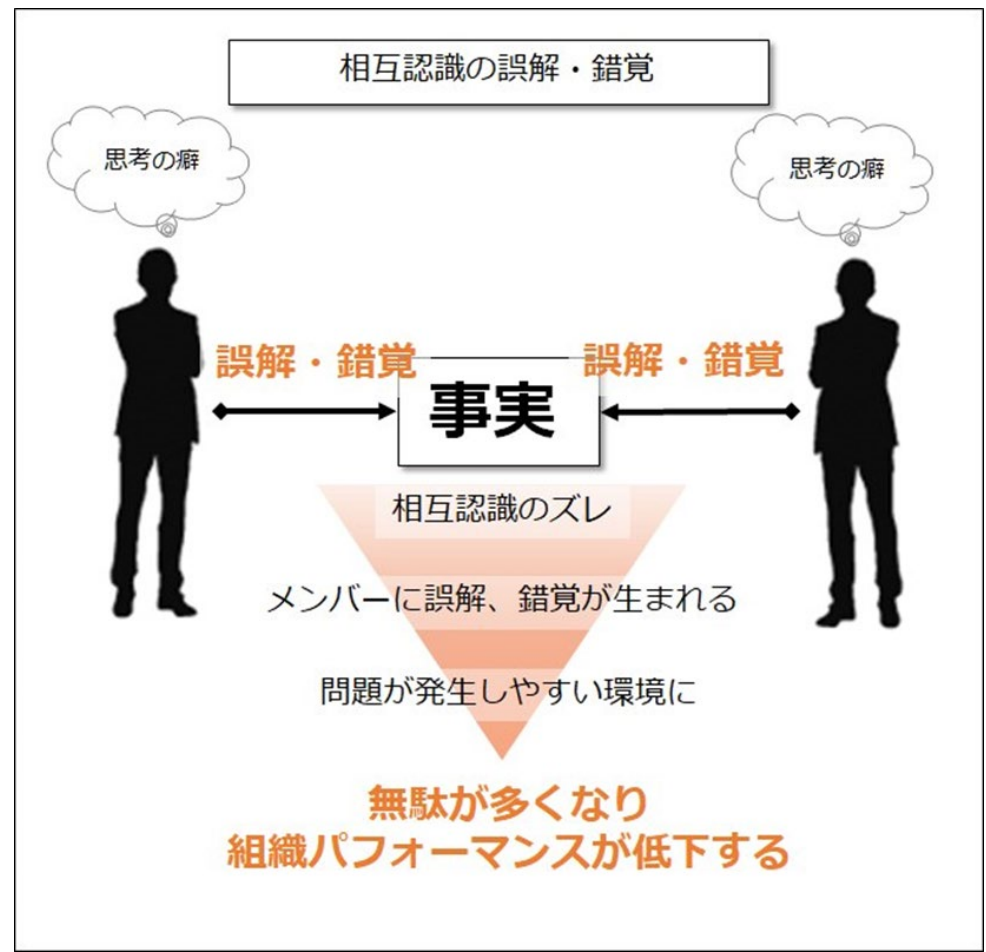 相互認識の誤解・錯覚
思考の癖
思考の癖
誤解・錯覚
誤解・錯覚
事実
相互認識のズレ
メンバーに誤解、錯覚が生まれる
問題が発生しやすい環境に
無駄が多くなり
組織パフォーマンスが低下する